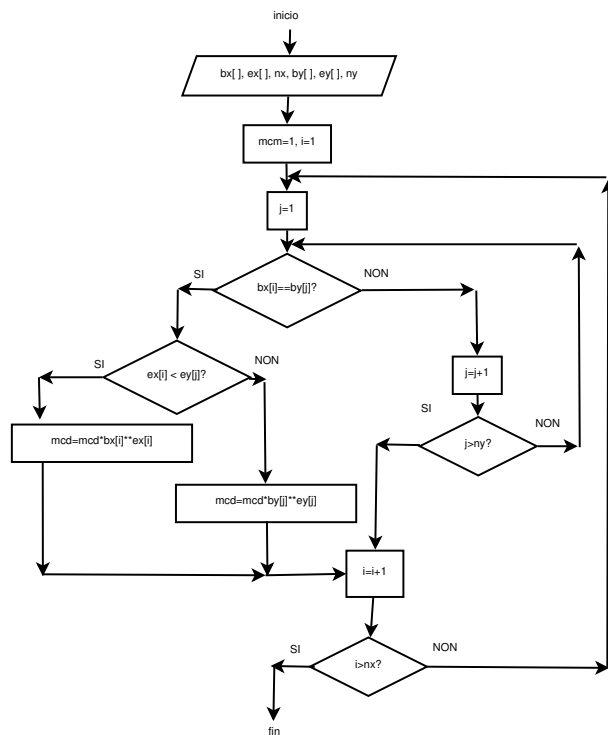 inicio
bx[ ], ex[ ], nx, by[ ], ey[ ], ny
mcm=1, i=1
j=1
bx[i]==by[j]?
SI
NON
ex[i] < ey[j]?
SI
NON
j=j+1
mcd=mcd*bx[i]**ex[i]
j>ny?
SI
NON
mcd=mcd*by[j]**ey[j]
i=i+1
i>nx?
SI
NON
fin